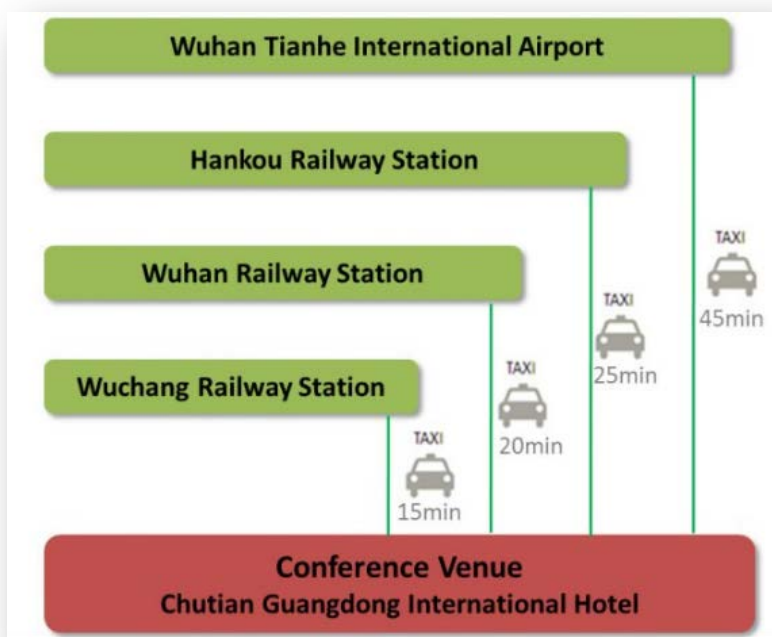 Wuhan Tianhe International Airport
Hankou Railway Station
TAXI
45min
Wuhan Railway Station
TAXI
25min
Wuchang Railway Station
TAXI
20min
TAXI
15min
Conference Venue
Chutian Guangdong International Hotel